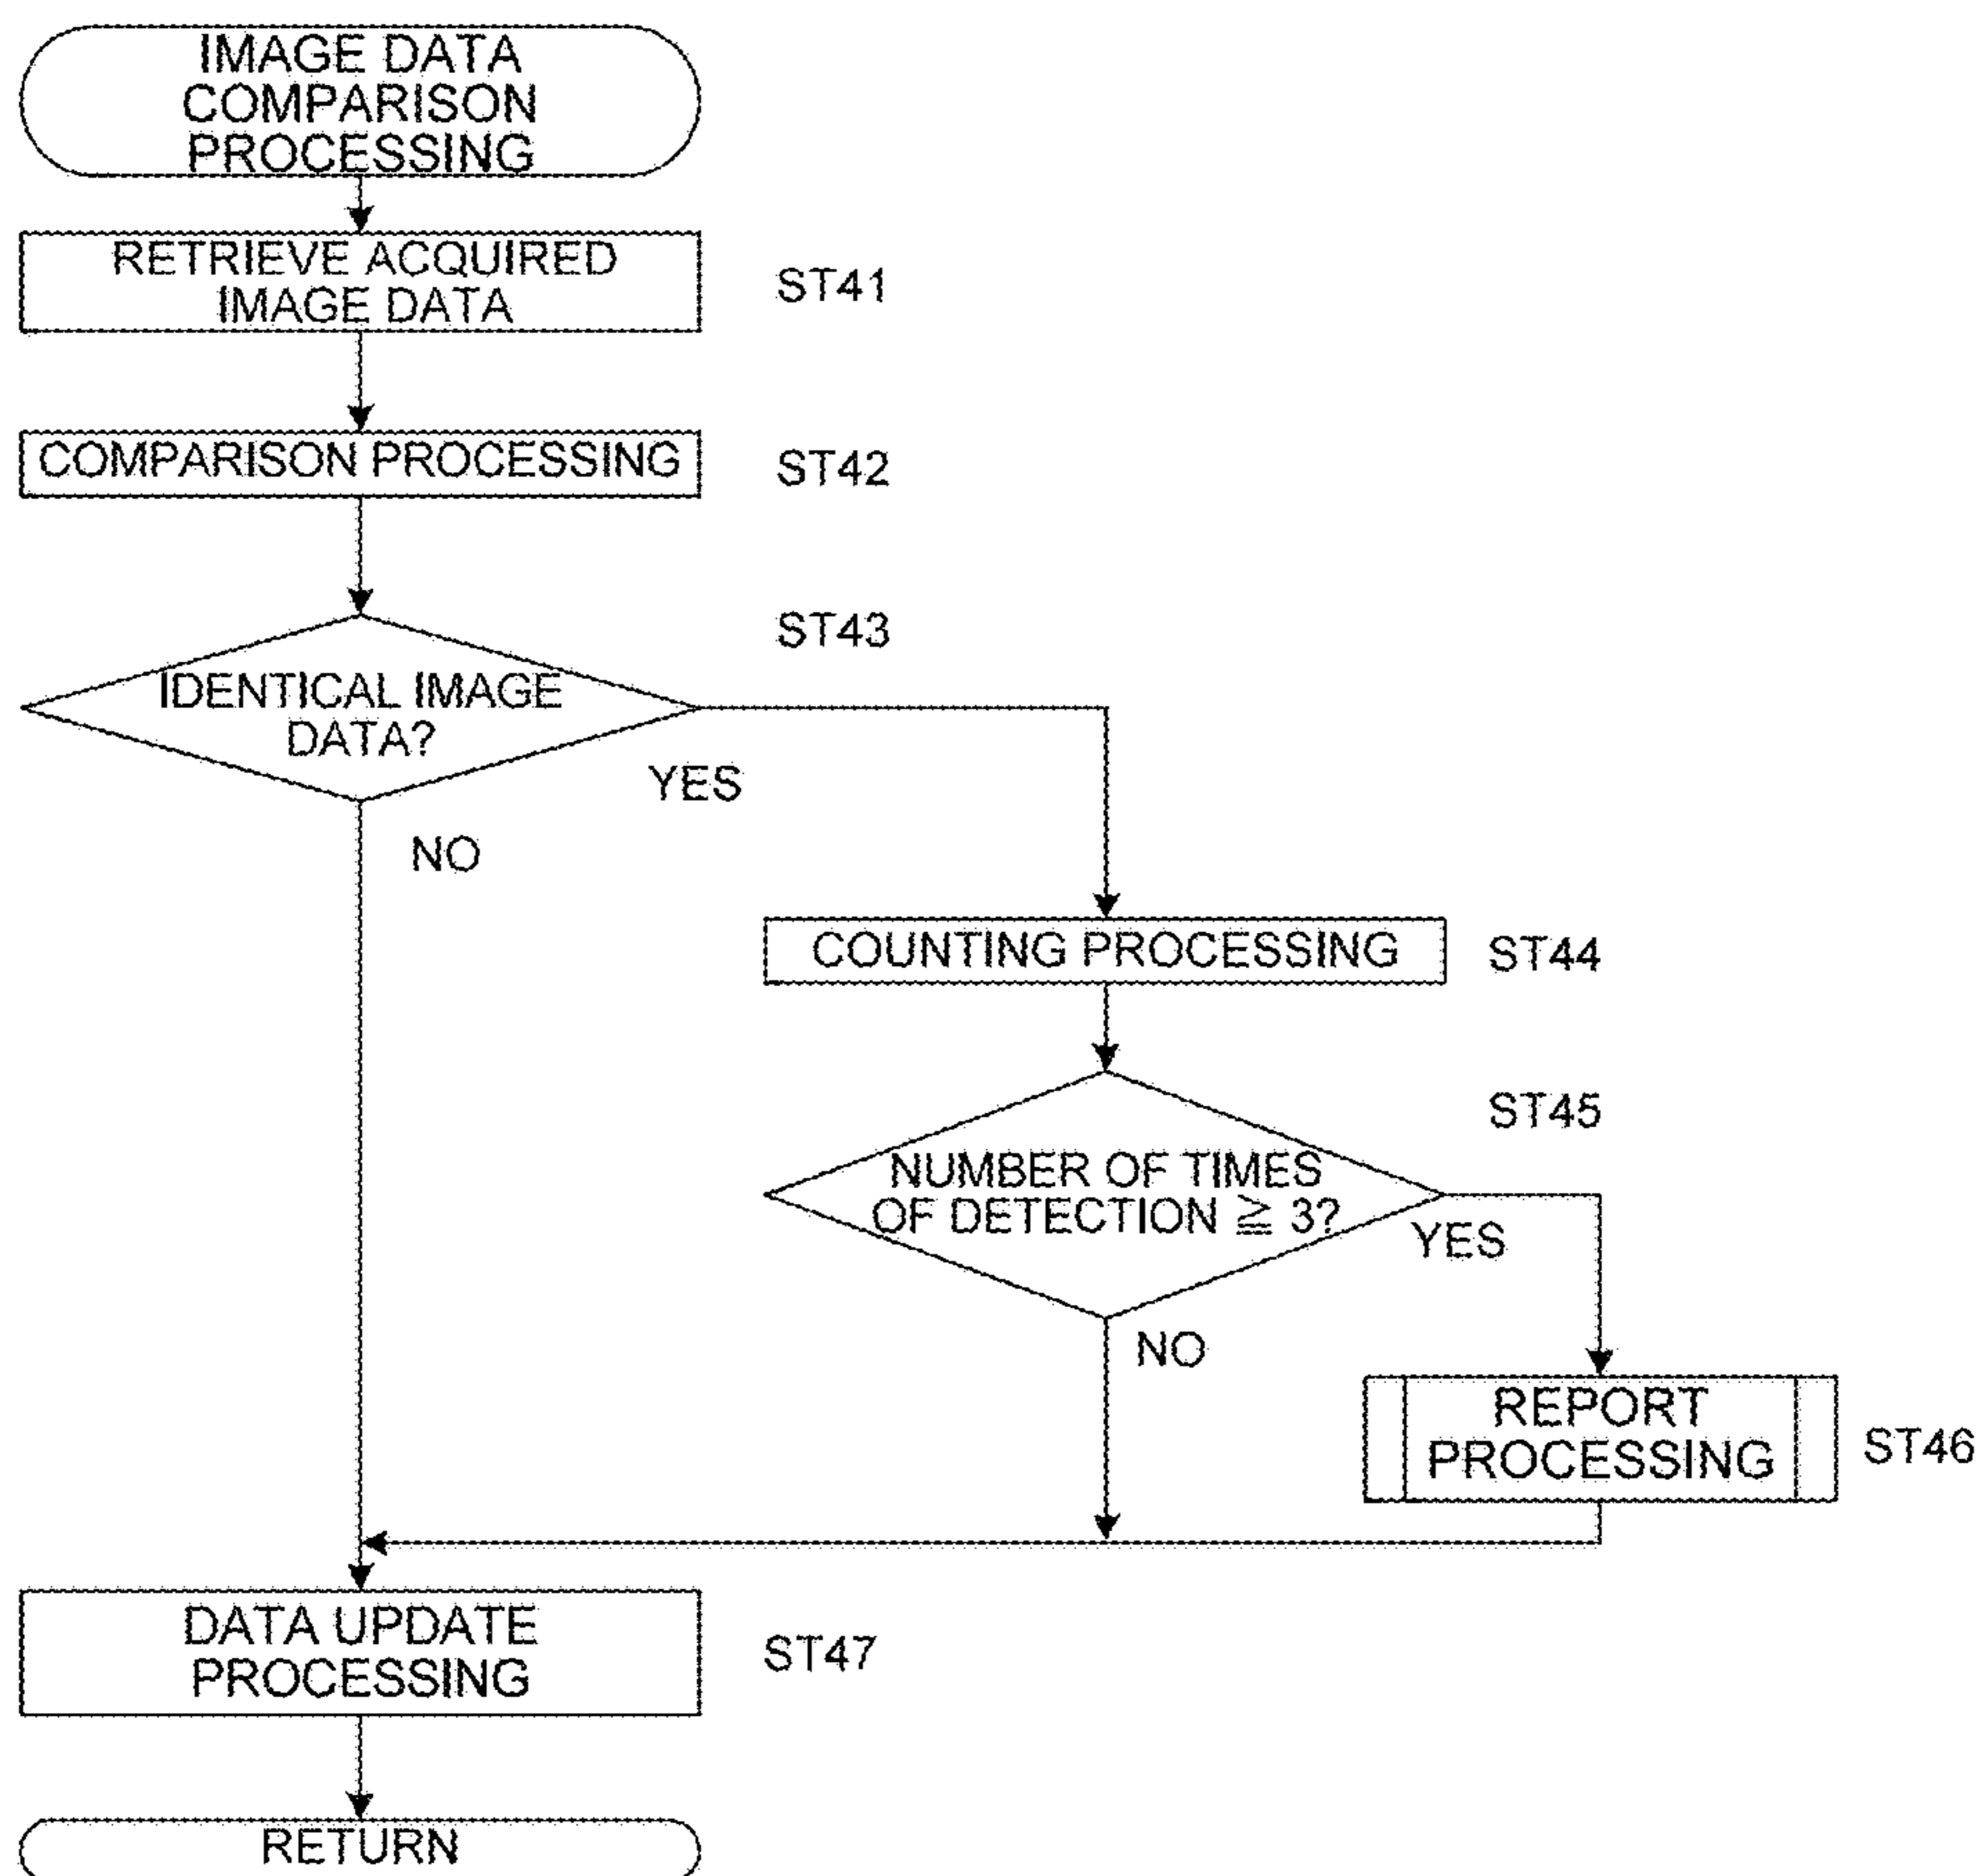 IMAGE DATA
COMPARISON
PROCESSING
RETRIEVE ACQUIRED
IMAGE DATA
ST41
COMPARISON PROCESSING
ST42
ST43
IDENTICAL IMAGE
DATA?
YES
NO
COUNTING PROCESSING
ST44
ST45
NUMBER OF TIMES
OF DETECTION ≧ 3?
YES
NO
REPORT
PROCESSING
ST46
DATA UPDATE
PROCESSING
ST47
RETURN